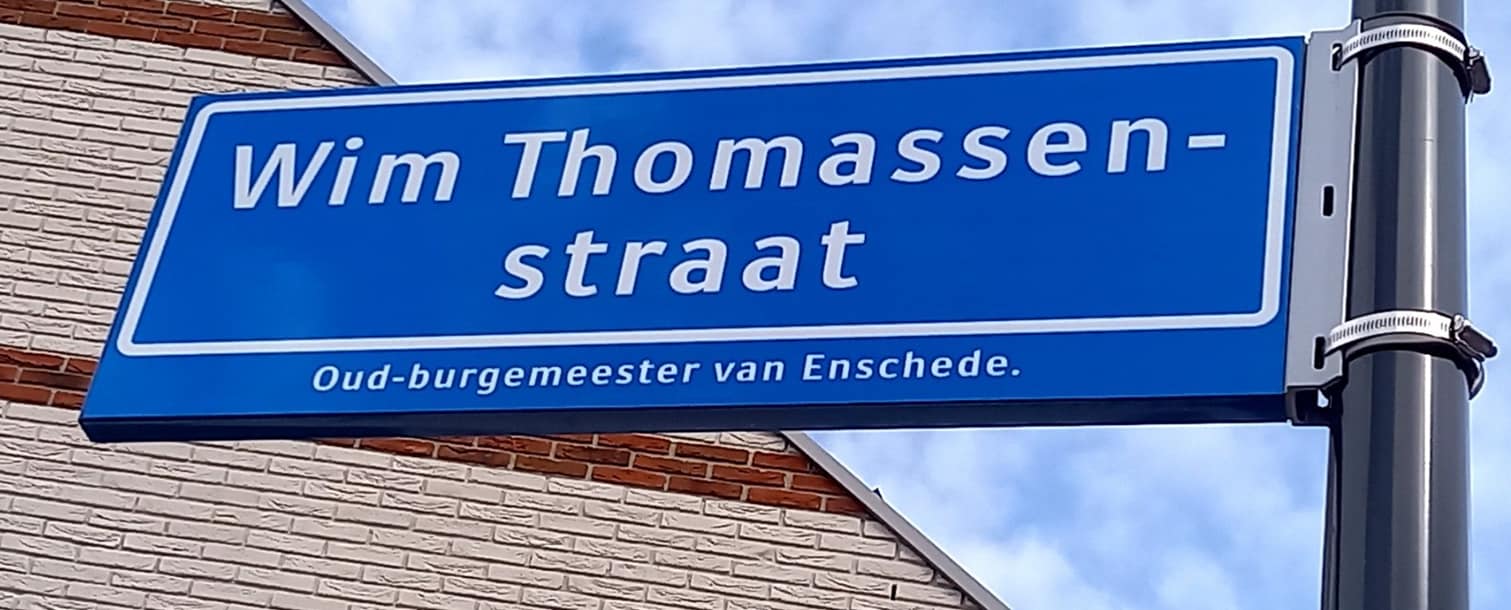 Wim Thomassen-
straat
Oud-burgemeester van Enschede.